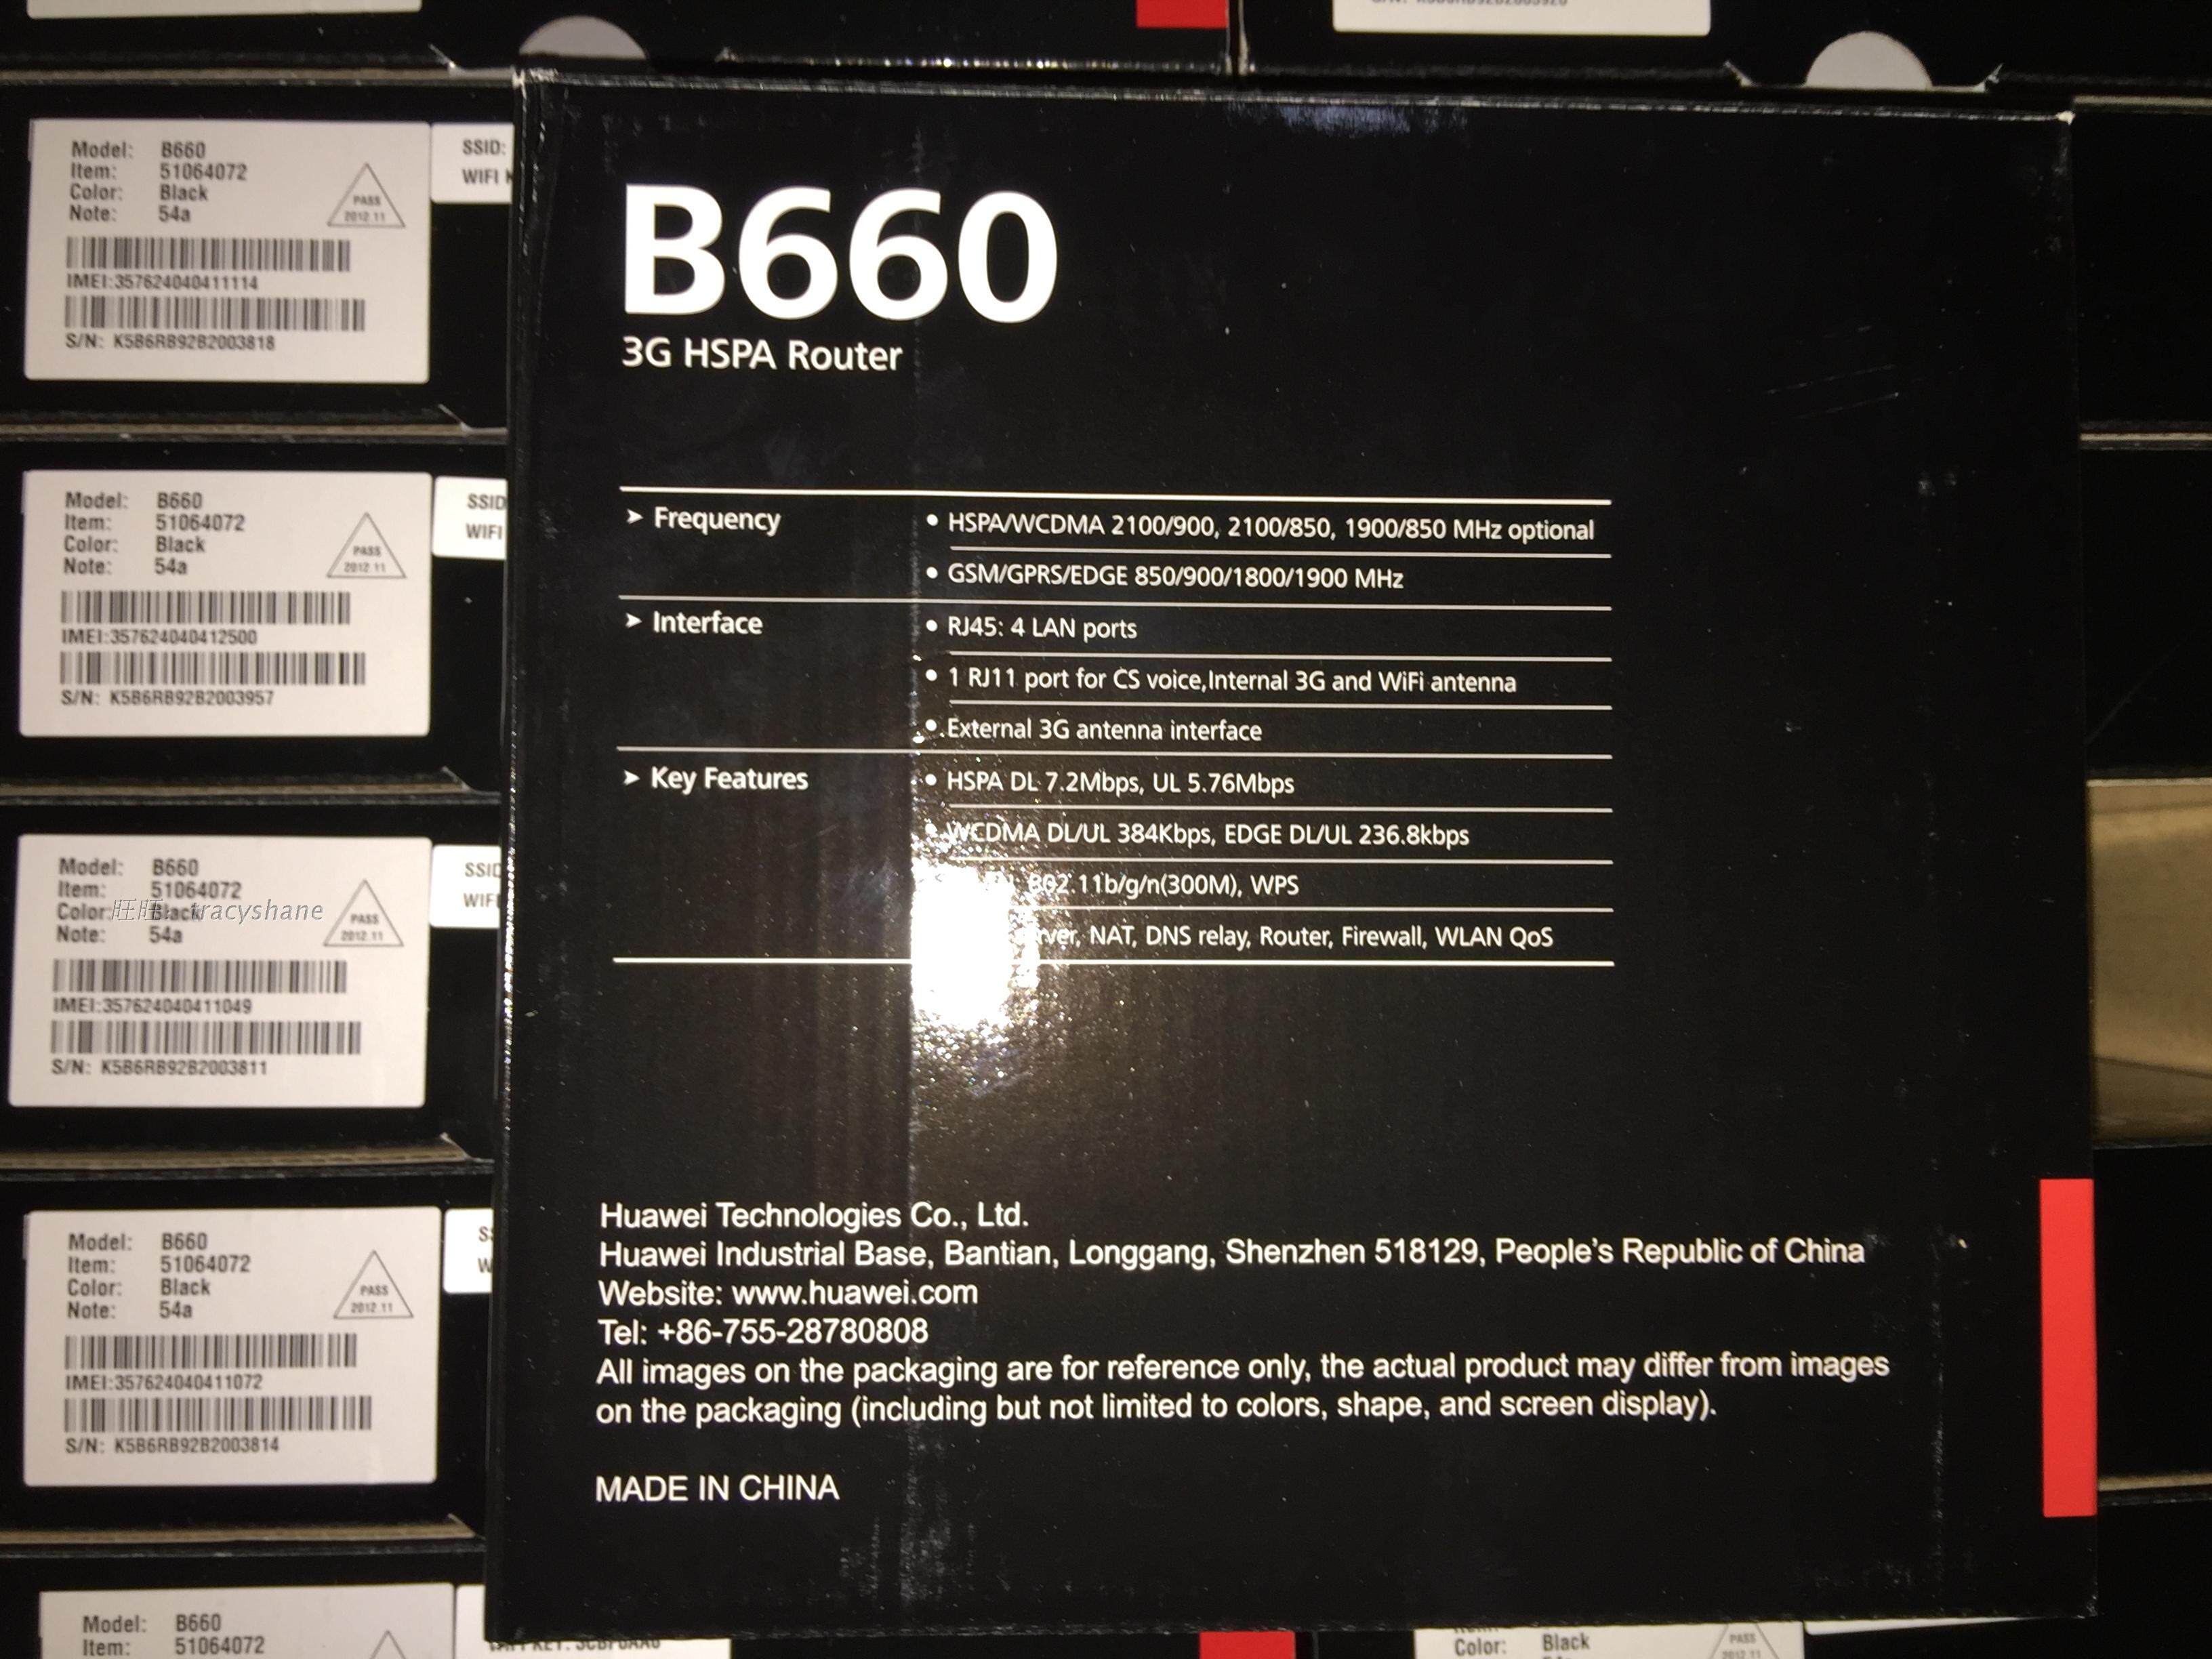 Model: B660
Item: 51064072
Color: Black
Note: 54a
PASS
2012.11
IMEI:357624040411114
S/N: K5B6RB92B2003818
SSID:
WIFI
Model: B660
Item: 51064072
Color: Black
Note: 54a
PASS
2012.11
IMEI:357624040412500
S/N: K5B6RB92B2003957
SSID
WIFI
Model: B660
Item: 51064072
Color: Black
Note: 54a
旺旺: tracyshane
PASS
2012.11
IMEI:357624040411049
S/N: K5B6RB92B2003811
Model: B660
Item: 51064072
Color: Black
Note: 54a
PASS
2012.11
IMEI:357624040411072
S/N: K5B6RB92B2003814
Model: B660
Item: 51064072
B660
3G HSPA Router
➤ Frequency
• HSPA/WCDMA 2100/900, 2100/850, 1900/850 MHz optional
• GSM/GPRS/EDGE 850/900/1800/1900 MHz
➤ Interface
• RJ45: 4 LAN ports
• 1 RJ11 port for CS voice,Internal 3G and WiFi antenna
• External 3G antenna interface
➤ Key Features
• HSPA DL 7.2Mbps, UL 5.76Mbps
• WCDMA DL/UL 384Kbps, EDGE DL/UL 236.8kbps
802.11b/g/n(300M), WPS
NAT, DNS relay, Router, Firewall, WLAN QoS
Huawei Technologies Co., Ltd.
Huawei Industrial Base, Bantian, Longgang, Shenzhen 518129, People's Republic of China
Website: www.huawei.com
Tel: +86-755-28780808
All images on the packaging are for reference only, the actual product may differ from images
on the packaging (including but not limited to colors, shape, and screen display).
MADE IN CHINA
Color: Black
PASS